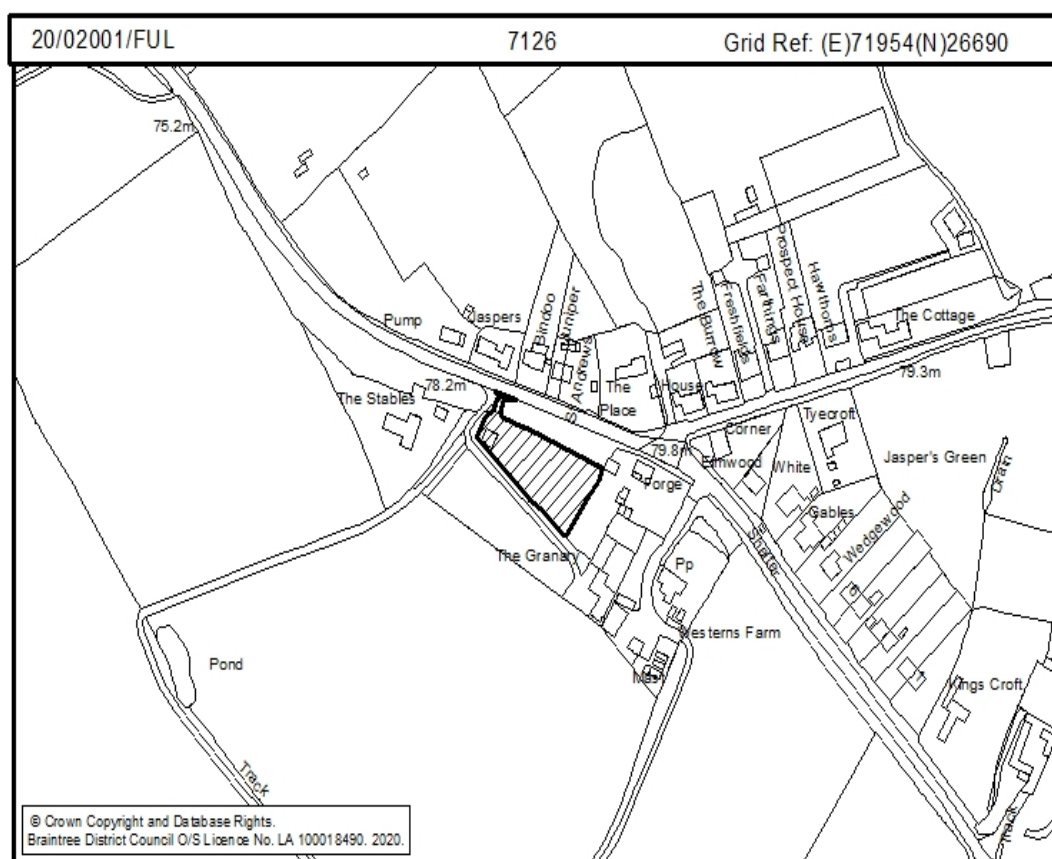 20/02001/FUL 7126 Grid Ref: (E)71954(N)26690
75.2m
Pump
Jaspers
Bindoo
Juniper
St Andrews
The
Place
House
The Burrow
Freshfields
Farthings
Prospect House
Hawthorns
The Cottage
79.3m
78.2m
The Stables
79.8m
Corner
Elmwood
Tyecroft
White
Gables
Jasper's Green
Drain
Forge
Wedgewood
Shelter
The Granary
Pp
Westerns Farm
Mast
Kings Croft
Pond
Track
Track
© Crown Copyright and Database Rights.
Braintree District Council O/S Licence No. LA 100018490. 2020.